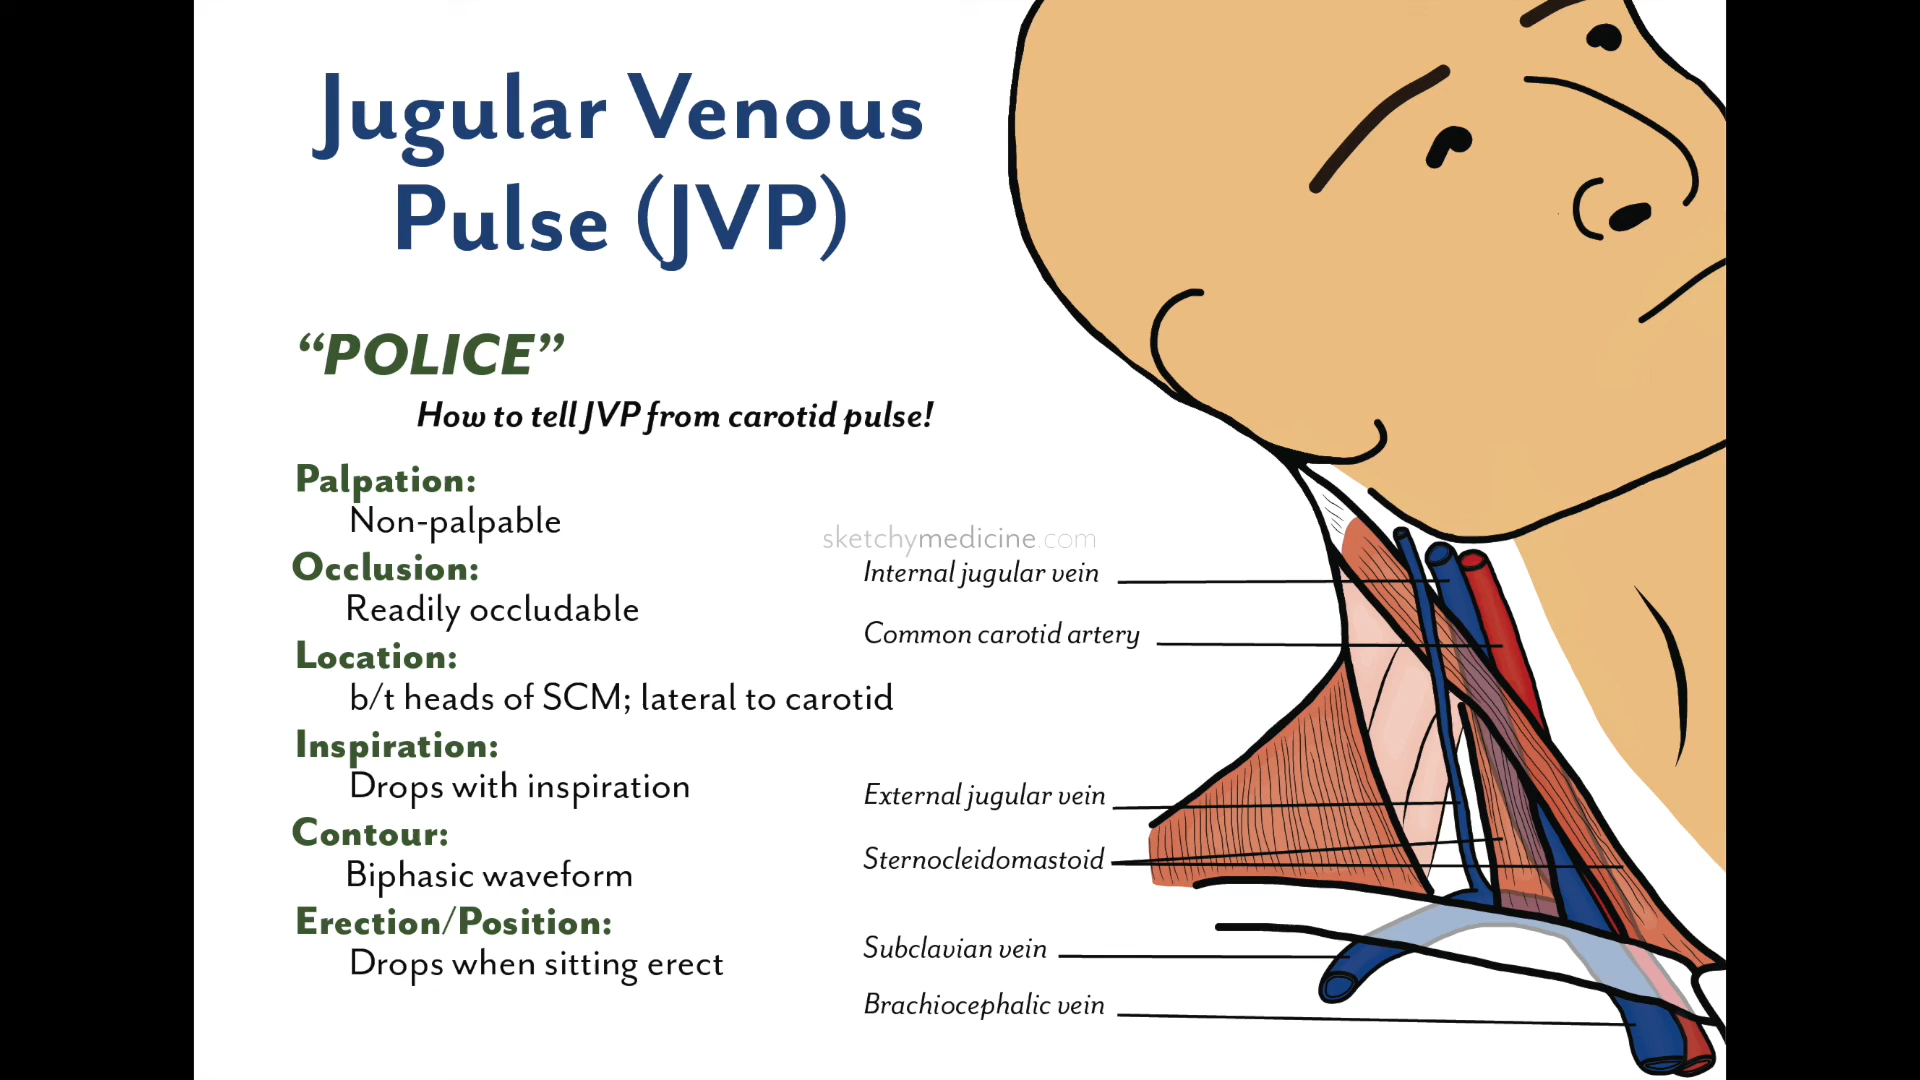 Jugular Venous
Pulse (JVP)
“POLICE”
How to tell JVP from carotid pulse!
Palpation:
Non-palpable
Occlusion:
Readily occludable
Location:
b/t heads of SCM; lateral to carotid
Inspiration:
Drops with inspiration
Contour:
Biphasic waveform
Erection/Position:
Drops when sitting erect
sketchymedicine.com
Internal jugular vein
Common carotid artery
External jugular vein
Sternocleidomastoid
Subclavian vein
Brachiocephalic vein